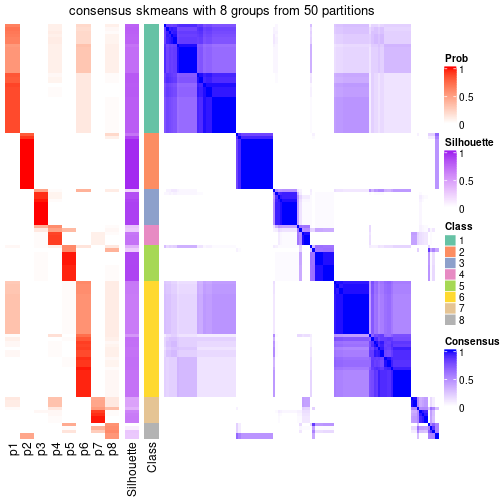 consensus skmeans with 8 groups from 50 partitions
Prob
1
0.5
0
Silhouette
1
0.5
0
Class
1
2
3
4
5
6
7
8
Consensus
1
0.5
0
p1
p2
p3
p4
p5
p6
p7
p8
Silhouette
Class